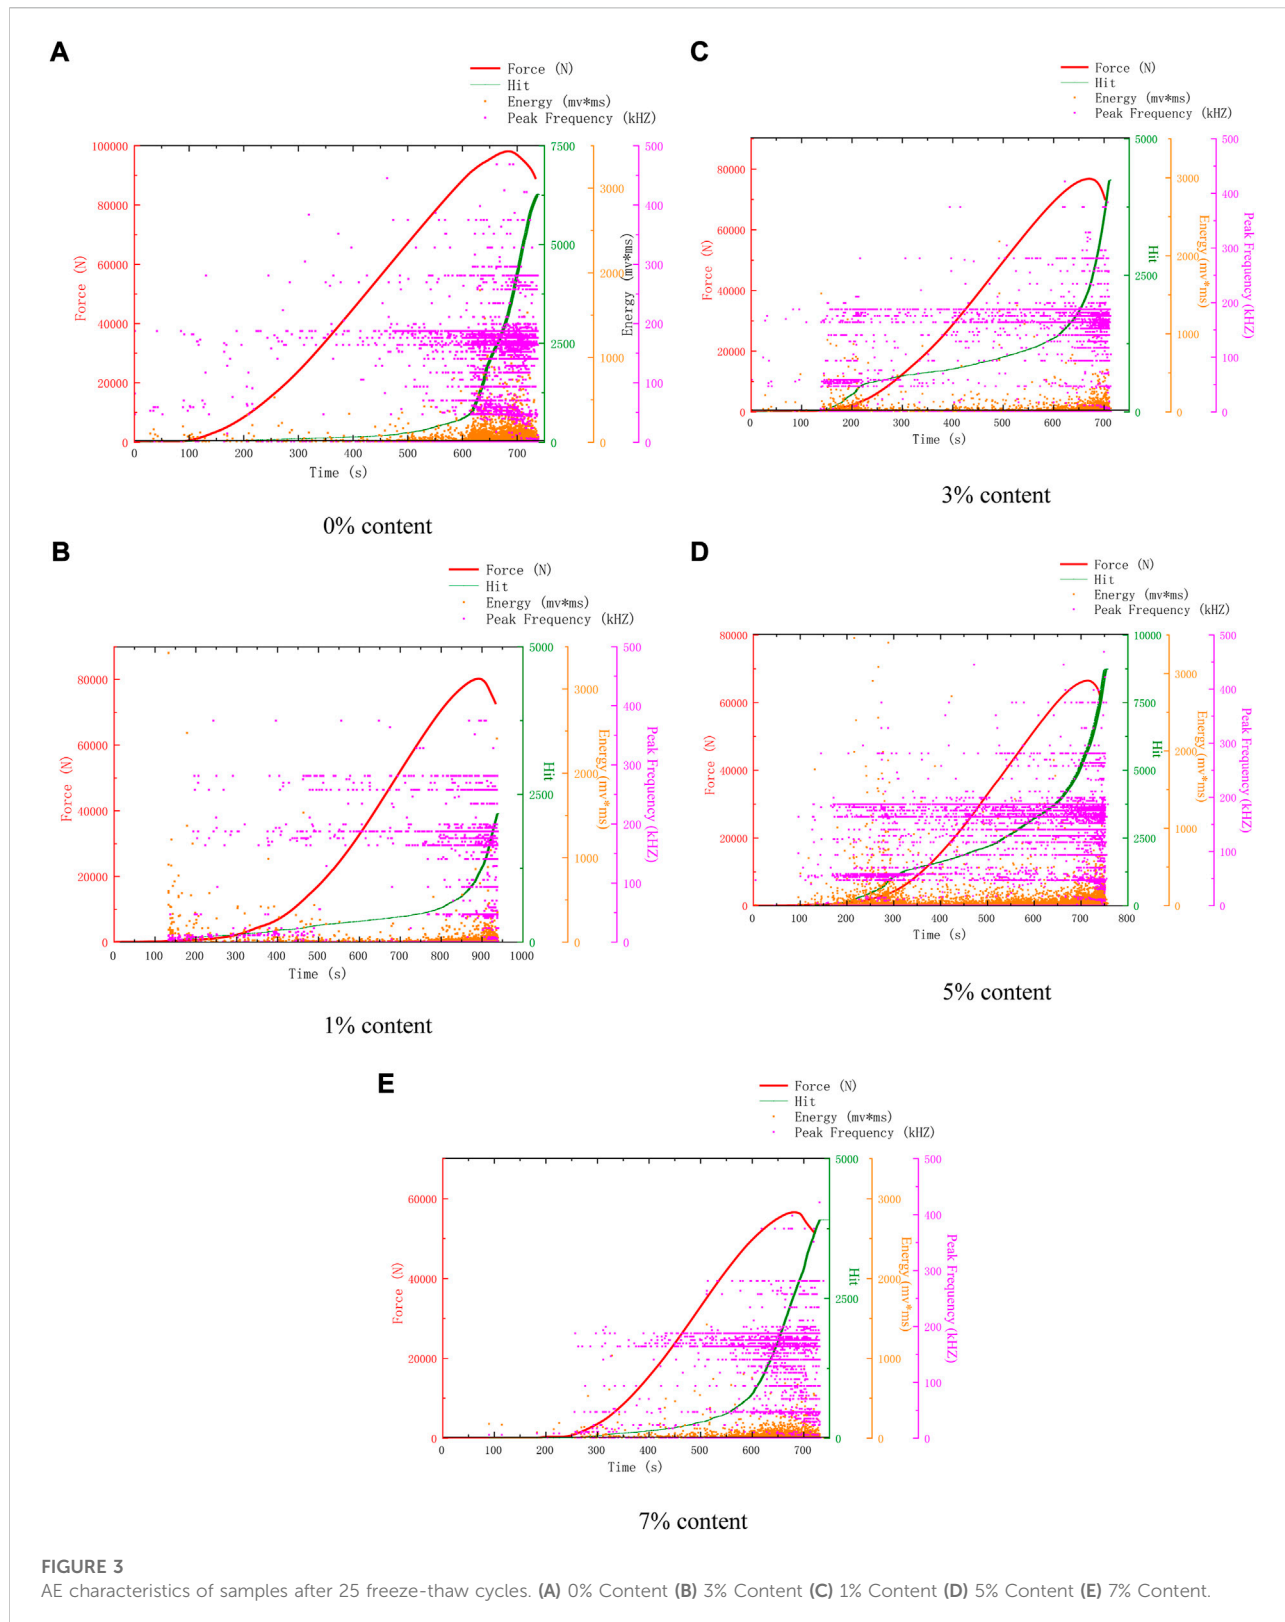 A
Force (N)
Hit
Energy (mv*ms)
Peak Frequency (kHZ)
100000
80000
60000
40000
20000
0
Force (N)
0 100 200 300 400 500 600 700
Time (s)
7500
5000
2500
0
3000
2000
1000
0
Energy (mv*ms)
500
400
300
200
100
0
0% content
C
Force (N)
Hit
Energy (mv*ms)
Peak Frequency (kHZ)
80000
60000
40000
20000
0
Force (N)
0 100 200 300 400 500 600 700
Time (s)
5000
2500
0
Hit
3000
2000
1000
0
Energy (mv*ms)
500
400
300
200
100
0
Peak Frequency (kHZ)
3% content
B
Force (N)
Hit
Energy (mv*ms)
Peak Frequency (kHZ)
80000
60000
40000
20000
0
Force (N)
0 100 200 300 400 500 600 700 800 900 1000
Time (s)
5000
2500
0
Hit
3000
2000
1000
0
Energy (mv*ms)
500
400
300
200
100
0
Peak Frequency (kHZ)
1% content
D
Force (N)
Hit
Energy (mv*ms)
Peak Frequency (kHZ)
80000
60000
40000
20000
0
Force (N)
0 100 200 300 400 500 600 700 800
Time (s)
10000
7500
5000
2500
0
Hit
3000
2000
1000
0
Energy (mv*ms)
500
400
300
200
100
0
Peak Frequency (kHZ)
5% content
E
Force (N)
Hit
Energy (mv*ms)
Peak Frequency (kHZ)
60000
40000
20000
0
Force (N)
0 100 200 300 400 500 600 700
Time (s)
5000
2500
0
Hit
3000
2000
1000
0
Energy (mv*ms)
500
400
300
200
100
0
Peak Frequency (kHZ)
7% content
FIGURE 3
AE characteristics of samples after 25 freeze-thaw cycles. (A) 0% Content (B) 3% Content (C) 1% Content (D) 5% Content (E) 7% Content.